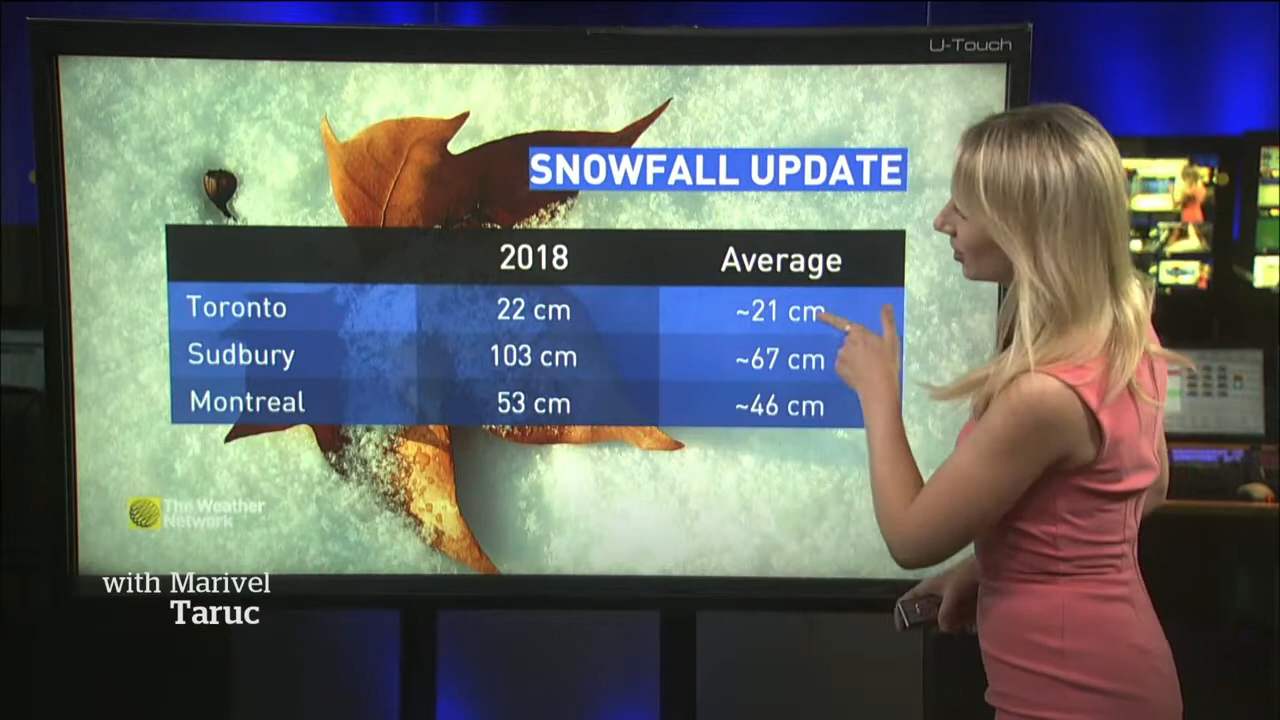 U-Touch
SNOWFALL UPDATE
2018 Average
Toronto 22 cm ~21 cm
Sudbury 103 cm ~67 cm
Montreal 53 cm ~46 cm
The Weather
Network
with Marivel
Taruc